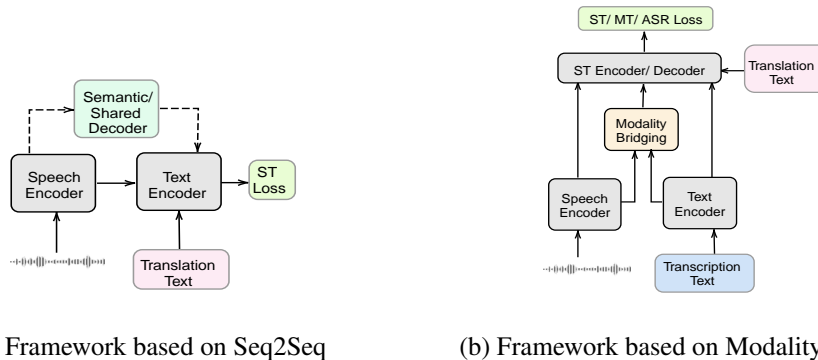 Semantic/
Shared
Decoder
Speech
Encoder
Text
Encoder
ST
Loss
Translation
Text
Framework based on Seq2Seq
ST/ MT/ ASR Loss
ST Encoder/ Decoder
Translation
Text
Modality
Bridging
Speech
Encoder
Text
Encoder
Transcription
Text
(b) Framework based on Modality